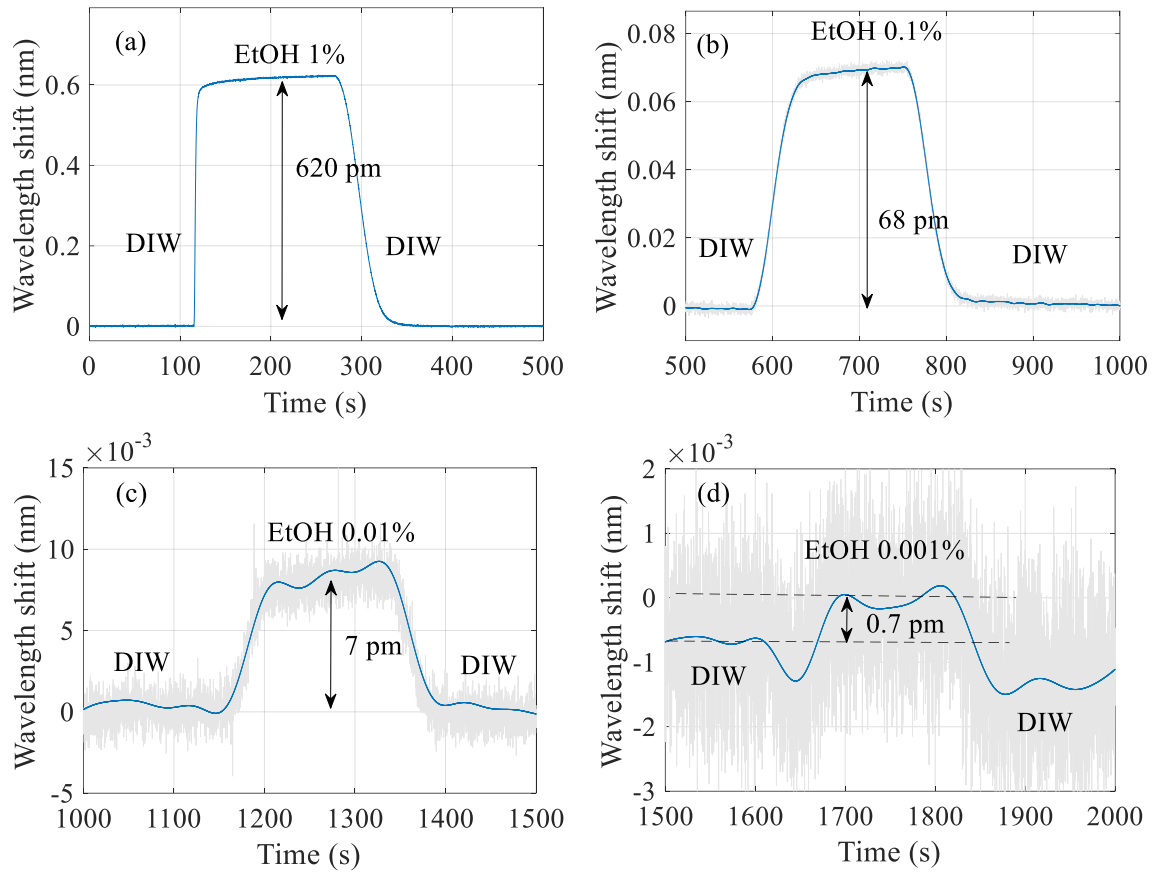 (a)
EtOH 1%
620 pm
DIW
DIW
Wavelength shift (nm)
0.6
0.4
0.2
0
0 100 200 300 400 500
Time (s)
(b)
EtOH 0.1%
68 pm
DIW
DIW
Wavelength shift (nm)
0.08
0.06
0.04
0.02
0
500 600 700 800 900 1000
Time (s)
×10⁻³
(c)
EtOH 0.01%
7 pm
DIW
DIW
Wavelength shift (nm)
15
10
5
0
-5
1000 1100 1200 1300 1400 1500
Time (s)
×10⁻³
(d)
EtOH 0.001%
0.7 pm
DIW
DIW
Wavelength shift (nm)
2
1
0
-1
-2
-3
1500 1600 1700 1800 1900 2000
Time (s)